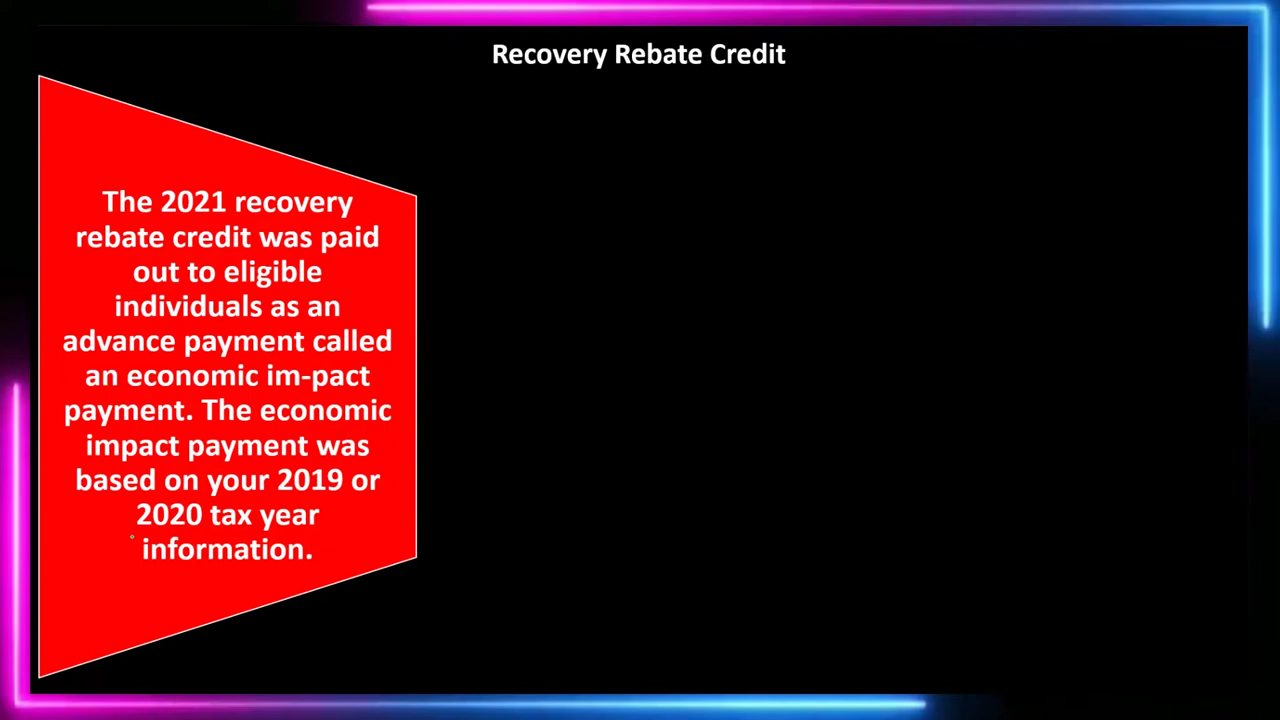 Recovery Rebate Credit
The 2021 recovery
rebate credit was paid
out to eligible
individuals as an
advance payment called
an economic im-pact
payment. The economic
impact payment was
based on your 2019 or
2020 tax year
information.